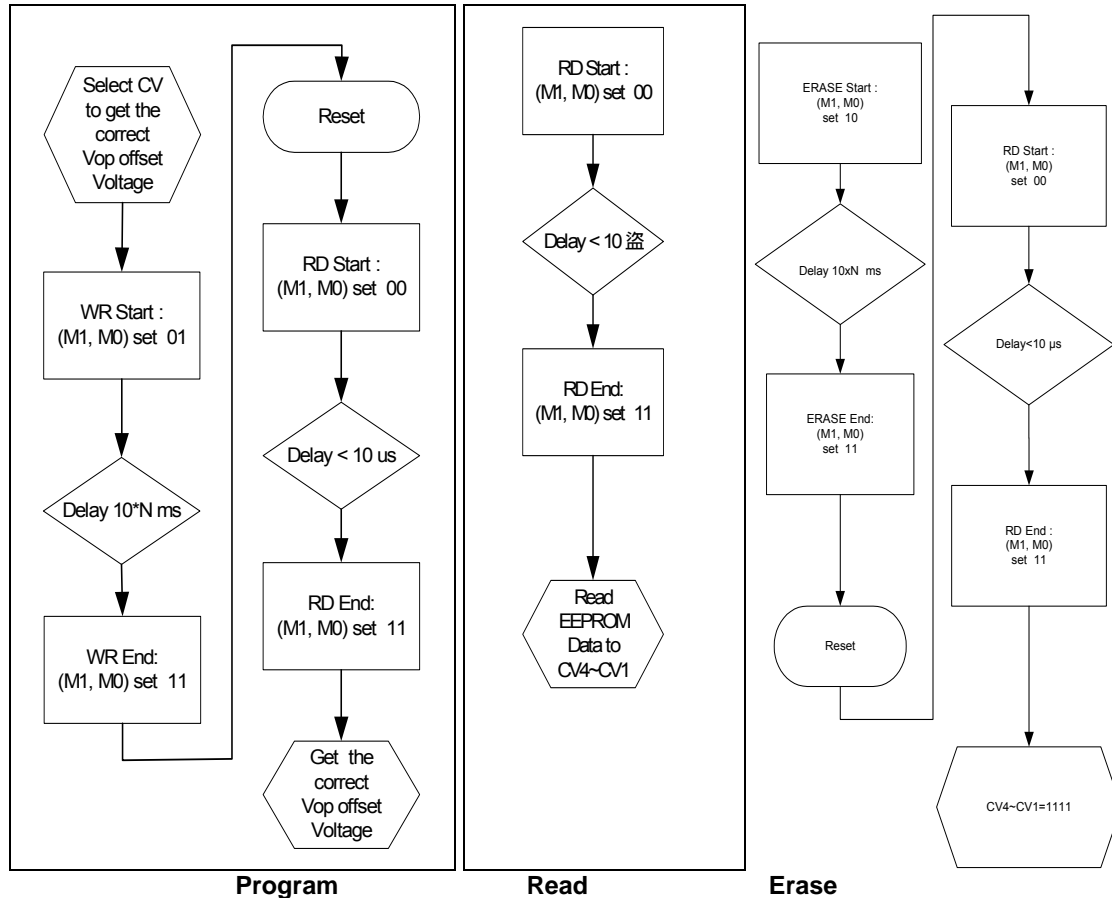 Select CV
to get the
correct
Vop offset
Voltage
WR Start :
(M1, M0) set 01
Delay 10*N ms
WR End:
(M1, M0) set 11
Reset
RD Start :
(M1, M0) set 00
Delay < 10 us
RD End:
(M1, M0) set 11
Get the
correct
Vop offset
Voltage
Program
RD Start :
(M1, M0) set 00
Delay < 10 盜
RD End:
(M1, M0) set 11
Read
EEPROM
Data to
CV4~CV1
Read
ERASE Start :
(M1, M0)
set 10
Delay 10xN ms
ERASE End:
(M1, M0)
set 11
Reset
RD Start :
(M1, M0)
set 00
Delay<10 µs
RD End :
(M1, M0)
set 11
CV4~CV1=1111
Erase